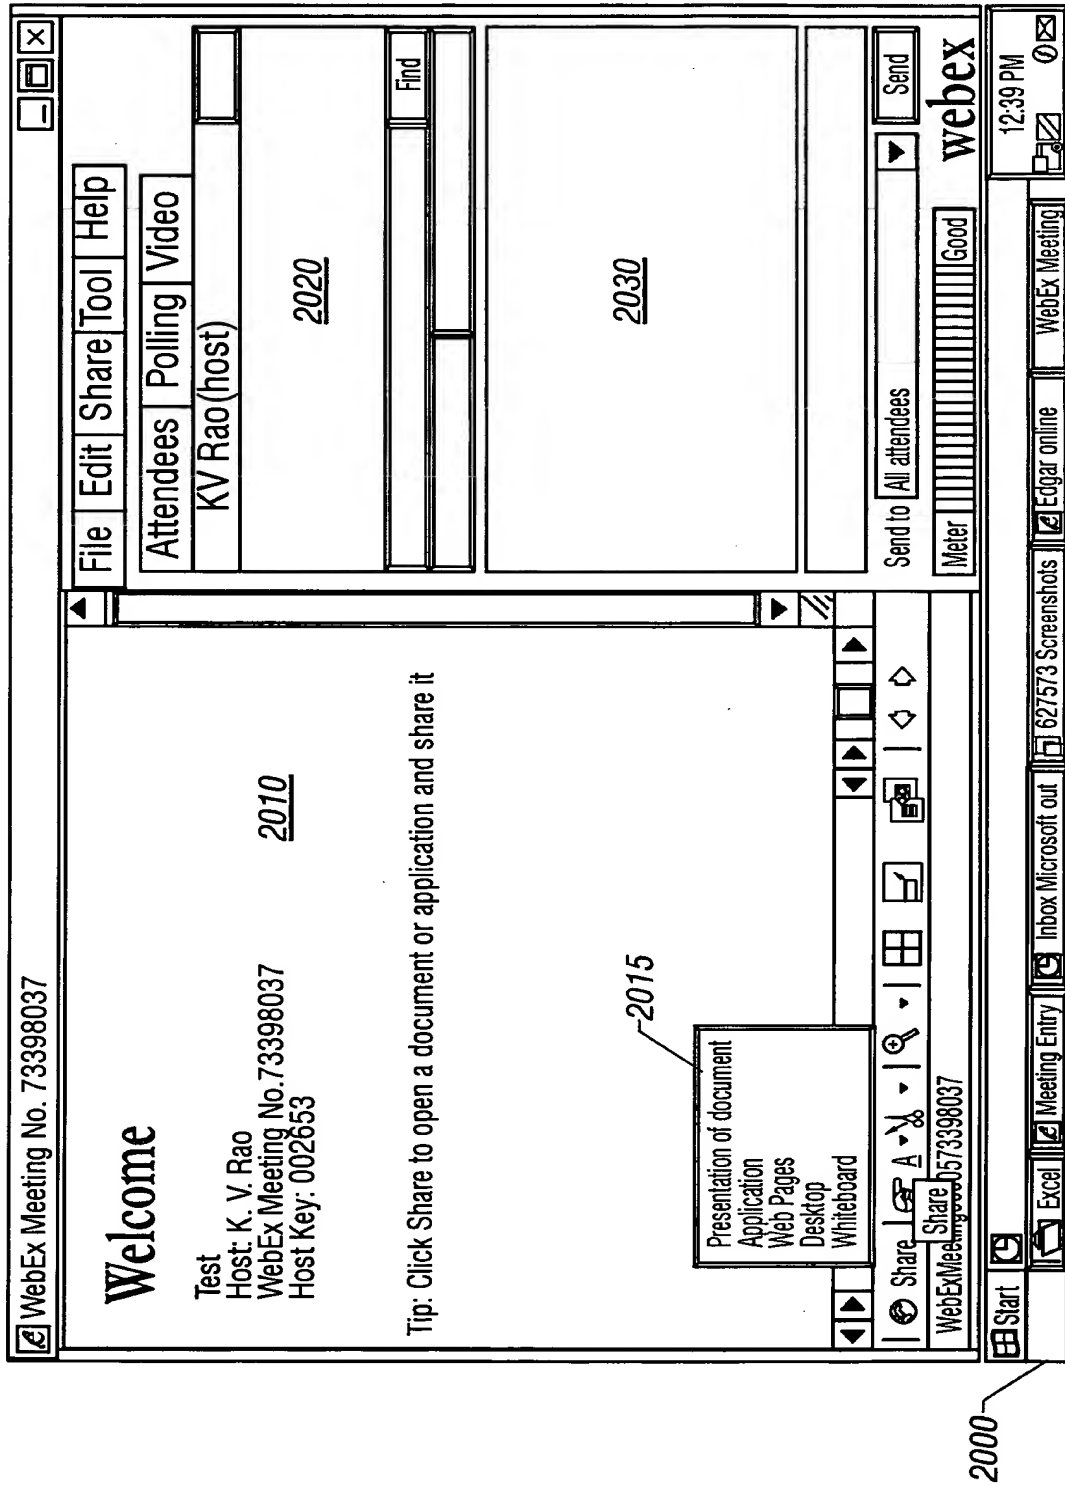 WebEx Meeting No. 73398037
File Edit Share Tool Help
Attendees Polling Video
KV Rao (host)
2020
Find
2030
Send to All attendees
Send
Meter Good
webex
Welcome
Test
Host: K. V. Rao
WebEx Meeting No.73398037
Host Key: 002653
2010
Tip: Click Share to open a document or application and share it
2015
Presentation of document
Application
Web Pages
Desktop
Whiteboard
Share A
Share
Start
Excel
Meeting Entry
Inbox Microsoft out
627573 Screenshots
Edgar online
WebEx Meeting
12:39 PM
2000